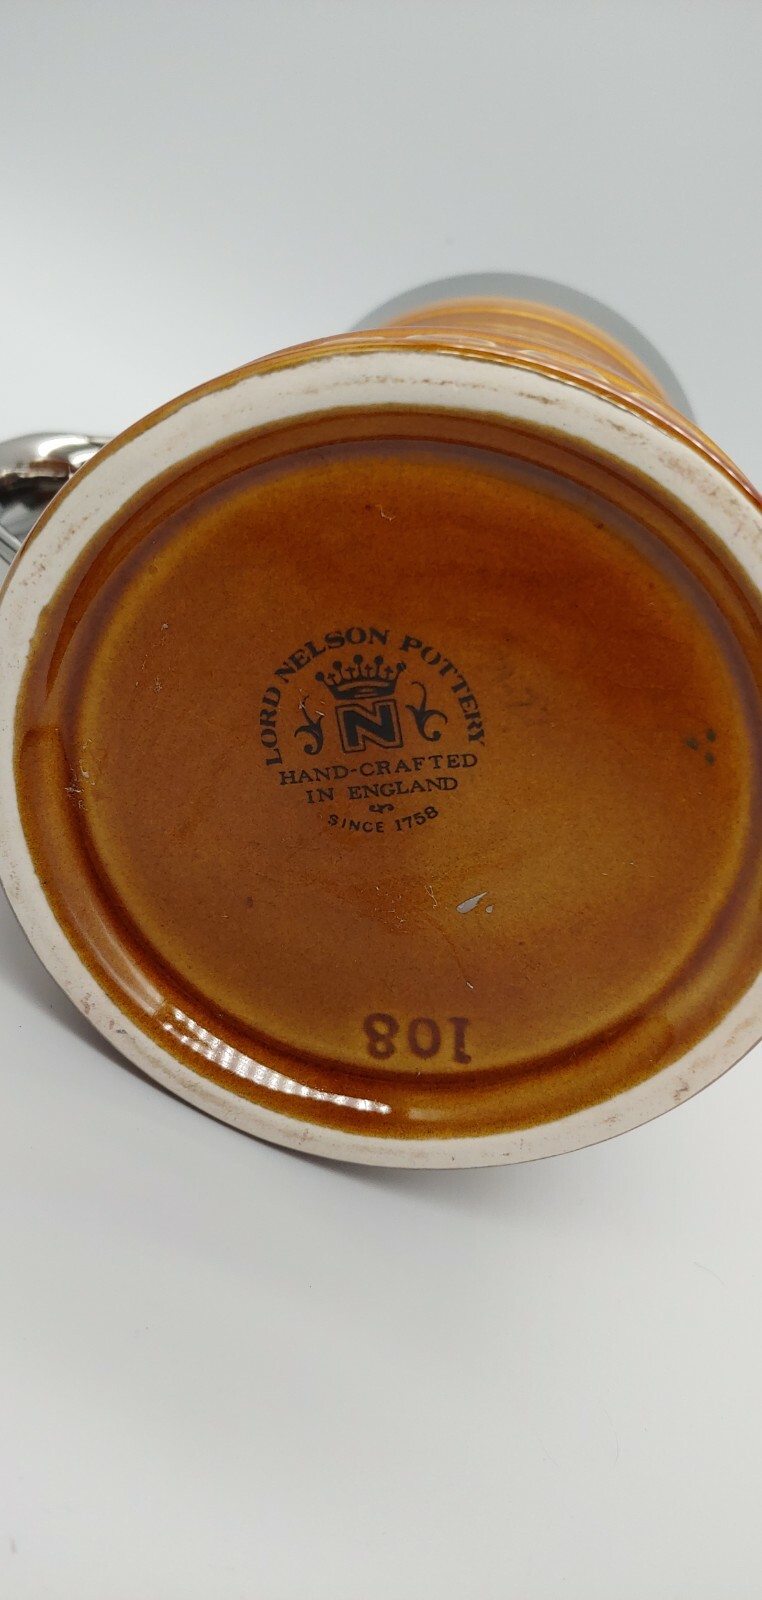 LORD NELSON POTTERY
N
HAND-CRAFTED
IN ENGLAND
SINCE 1758
108